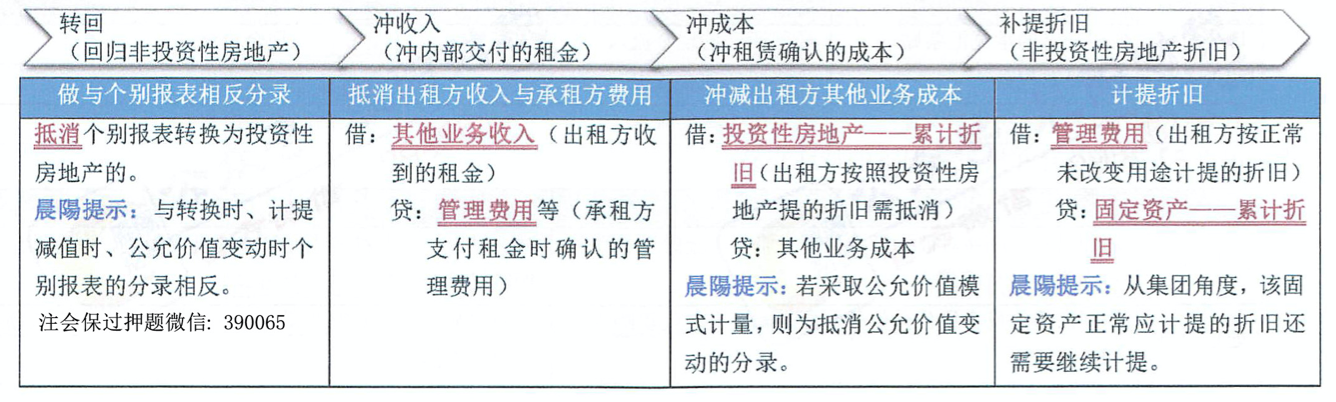 转回
（回归非投资性房地产）
冲收入
（冲内部交付的租金）
冲成本
（冲租赁确认的成本）
补提折旧
（非投资性房地产折旧）
做与个别报表相反分录
抵消个别报表转换为投资性
房地产的。
晨陽提示：与转换时、计提
减值时、公允价值变动时个
别报表的分录相反。
注会保过押题微信: 390065
抵消出租方收入与承租方费用
借：其他业务收入（出租方收
到的租金）
贷：管理费用等（承租方
支付租金时确认的管
理费用）
冲减出租方其他业务成本
借：投资性房地产——累计折
旧（出租方按照投资性房
地产提的折旧需抵消）
贷：其他业务成本
晨陽提示：若采取公允价值模
式计量，则为抵消公允价值变
动的分录。
计提折旧
借：管理费用（出租方按正常
未改变用途计提的折旧）
贷：固定资产——累计折
旧
晨陽提示：从集团角度，该固
定资产正常应计提的折旧还
需要继续计提。